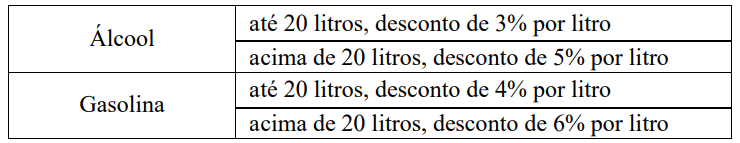 Álcool
até 20 litros, desconto de 3% por litro
acima de 20 litros, desconto de 5% por litro
Gasolina
até 20 litros, desconto de 4% por litro
acima de 20 litros, desconto de 6% por litro